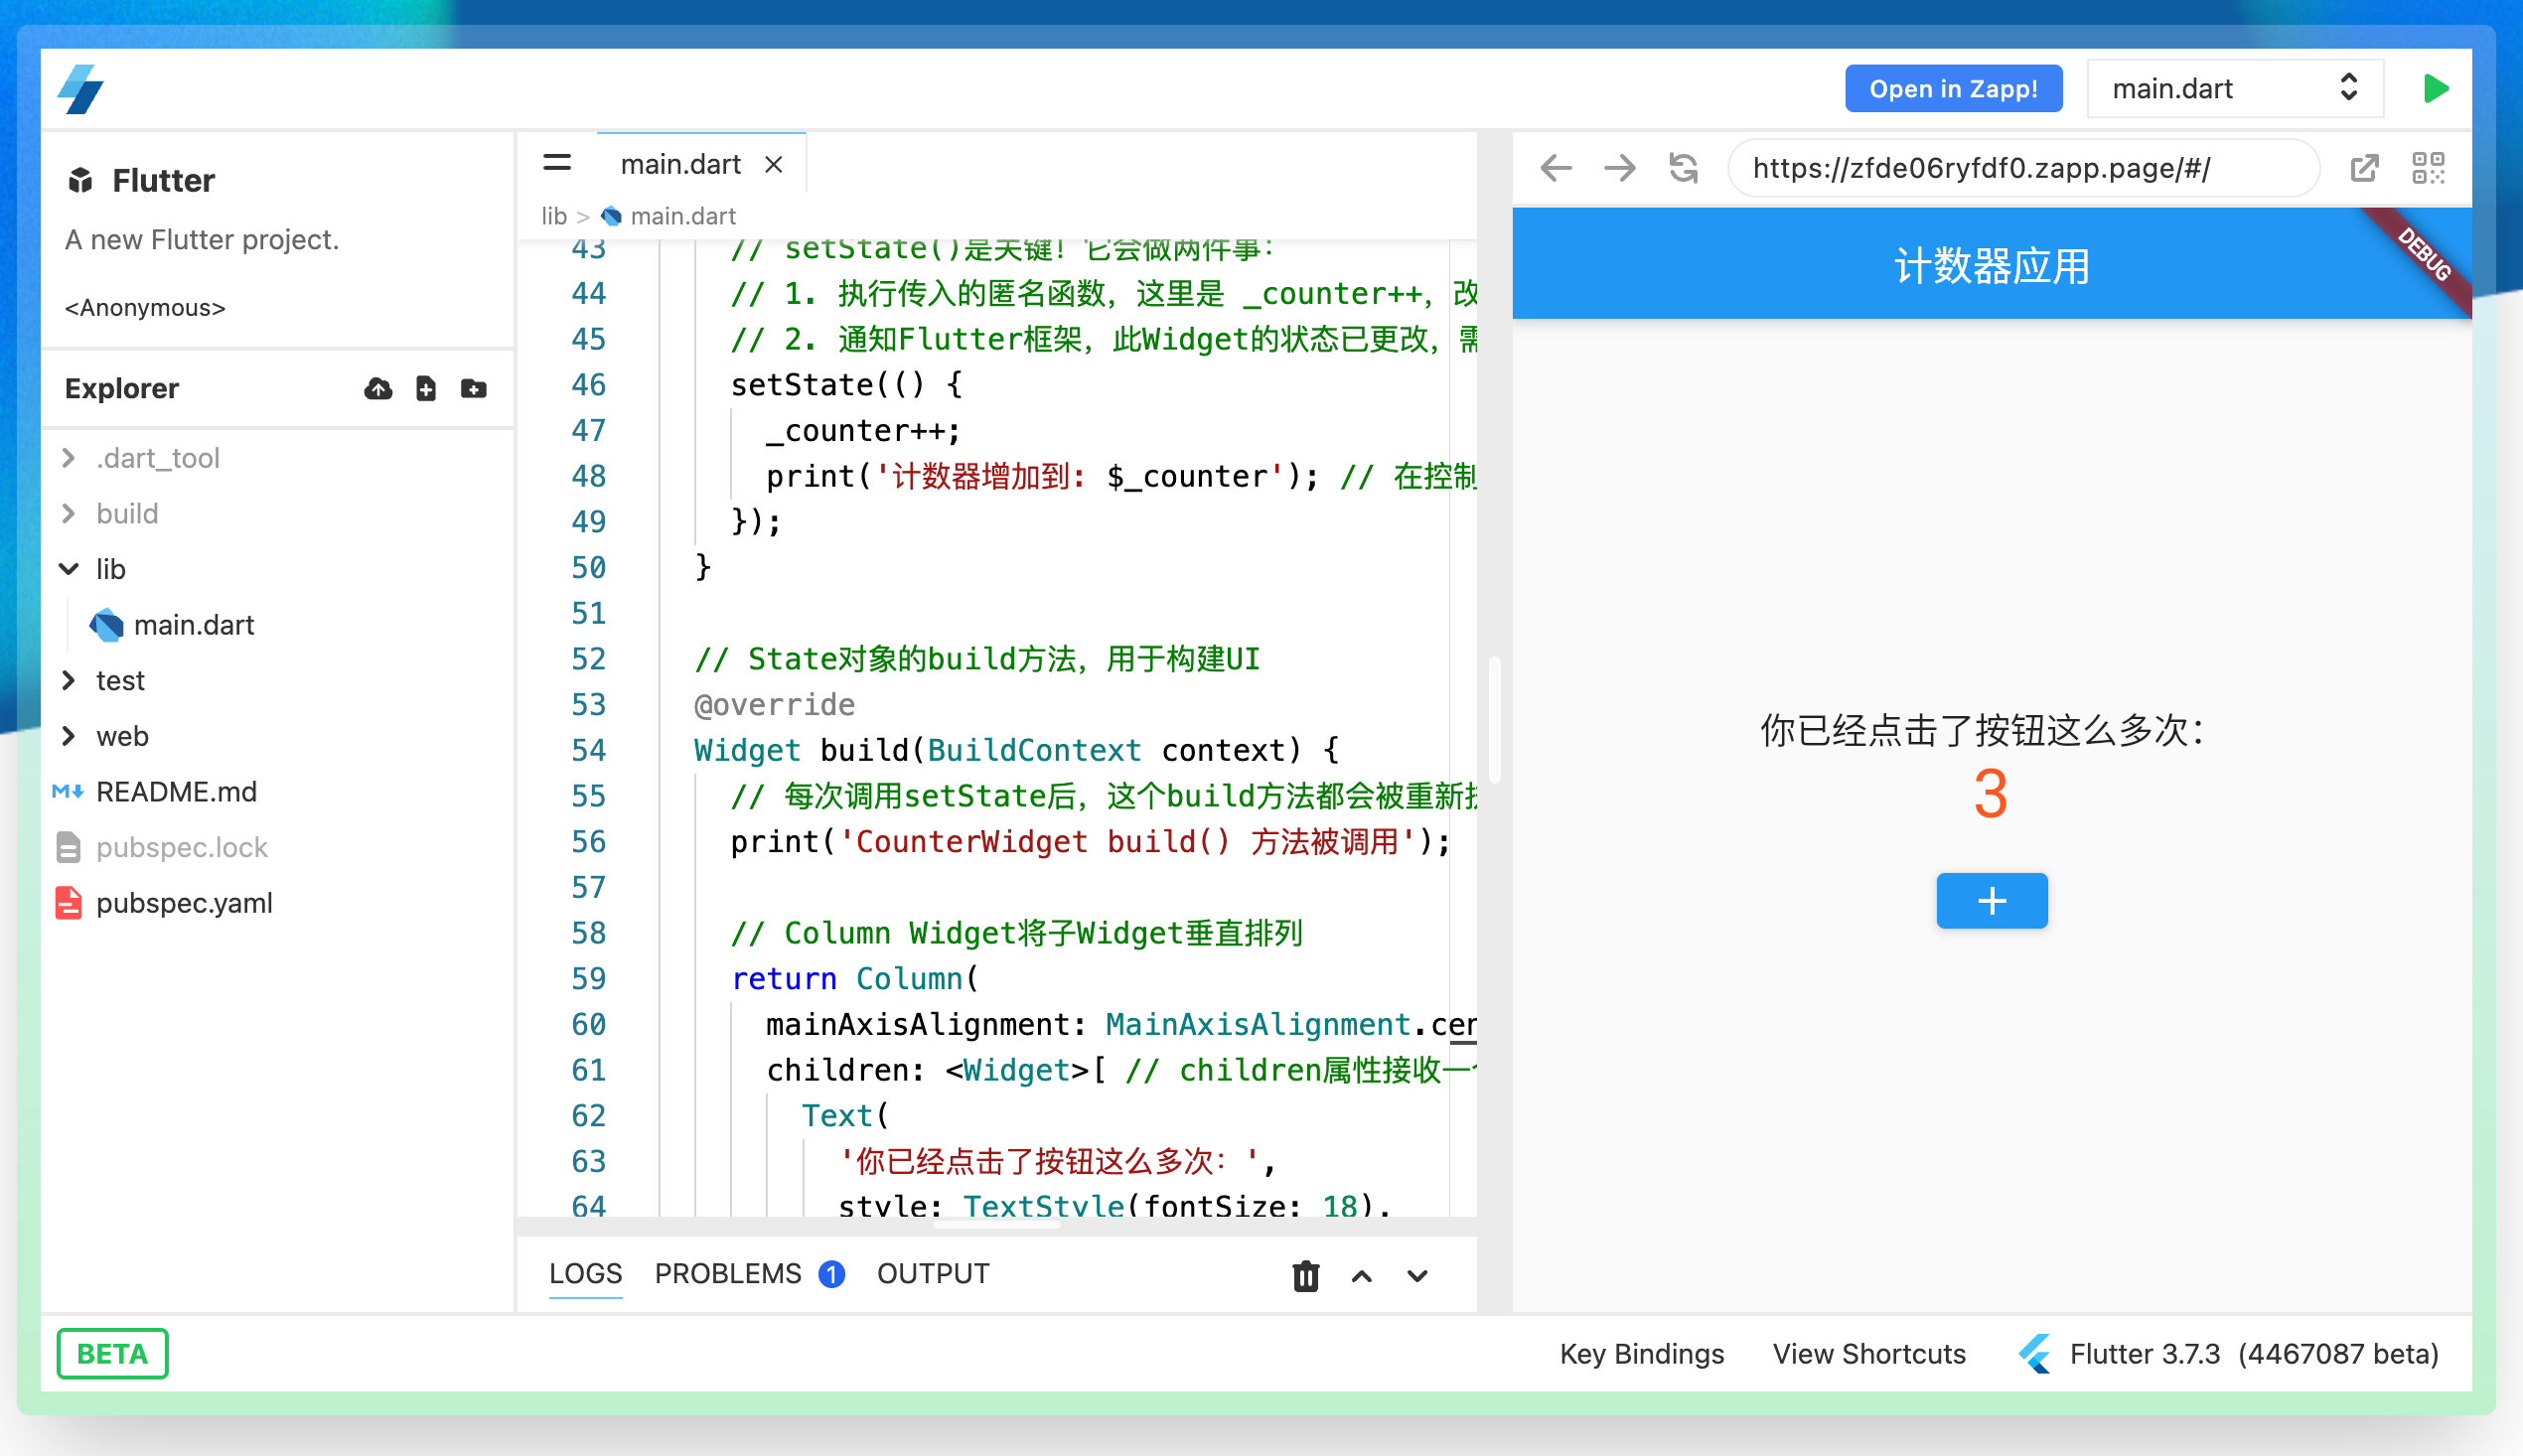 Open in Zapp!
main.dart
Flutter
A new Flutter project.
<Anonymous>
Explorer
.dart_tool
build
lib
main.dart
test
web
README.md
pubspec.lock
pubspec.yaml
main.dart
lib > main.dart
43 // setState()是关键！它会做两件事：
44 // 1. 执行传入的匿名函数，这里是 _counter++，改
45 // 2. 通知Flutter框架，此Widget的状态已更改，需
46 setState(() {
47 _counter++;
48 print('计数器增加到: $_counter'); // 在控制
49 });
50 }
51
52 // State对象的build方法，用于构建UI
53 @override
54 Widget build(BuildContext context) {
55 // 每次调用setState后，这个build方法都会被重新
56 print('CounterWidget build() 方法被调用');
57
58 // Column Widget将子Widget垂直排列
59 return Column(
60 mainAxisAlignment: MainAxisAlignment.cen
61 children: <Widget>[ // children属性接收一
62 Text(
63 '你已经点击了按钮这么多次：',
64 style: TextStyle(fontSize: 18),
LOGS
PROBLEMS 1
OUTPUT
https://zfde06ryfdf0.zapp.page/#/
计数器应用
DEBUG
你已经点击了按钮这么多次：
3
+
BETA
Key Bindings
View Shortcuts
Flutter 3.7.3 (4467087 beta)